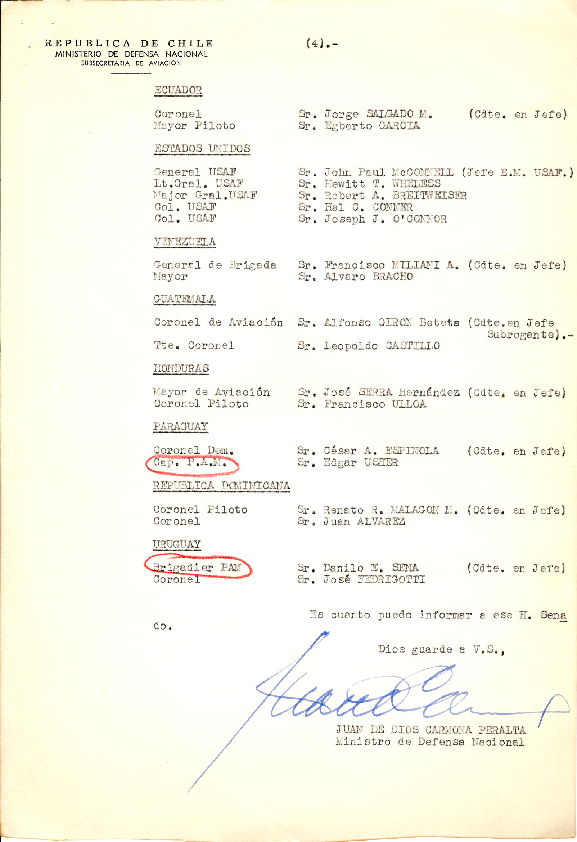 REPUBLICA DE CHILE
MINISTERIO DE DEFENSA NACIONAL
SUBSECRETARIA DE AVIACION
(4).-
ECUADOR
Coronel Sr. Jorge SALGADO M. (Cdte. en Jefe)
Mayor Piloto Sr. Egberto GARCIA
ESTADOS UNIDOS
General USAF Sr. John Paul McCONNELL (Jefe E.M. USAF.)
Lt.Gral. USAF Sr. Hewitt T. WHELESS
Major Gral.USAF Sr. Robert A. BREITWEISER
Col. USAF Sr. Hal C. CONNER
Col. USAF Sr. Joseph J. O'CONNOR
VENEZUELA
General de Brigada Sr. Francisco MILIANI A. (Cdte. en Jefe)
Mayor Sr. Alvaro BRACHO
GUATEMALA
Coronel de Aviación Sr. Alfonso GIRON Beteta (Cdte.en Jefe
Subrogante).-
Tte. Coronel Sr. Leopoldo CASTILLO
HONDURAS
Mayor de Aviación Sr. José SERRA Hernández (Cdte. en Jefe)
Coronel Piloto Sr. Francisco ULLOA
PARAGUAY
Coronel Dem. Sr. César A. ESPINOLA (Cdte. en Jefe)
Cap. P.A.M. Sr. Edgar USHER
REPUBLICA DOMINICANA
Coronel Piloto Sr. Renato R. MALAGON M. (Cdte. en Jefe)
Coronel Sr. Juan ALVAREZ
URUGUAY
Brigadier PAM Sr. Danilo E. SENA (Cdte. en Jefe)
Coronel Sr. José FEDRIGOTTI
Es cuanto puedo informar a ese H. Sena
do.
Dios guarde a V.S.,
JUAN DE DIOS CARMONA PERALTA
Ministro de Defensa Nacional